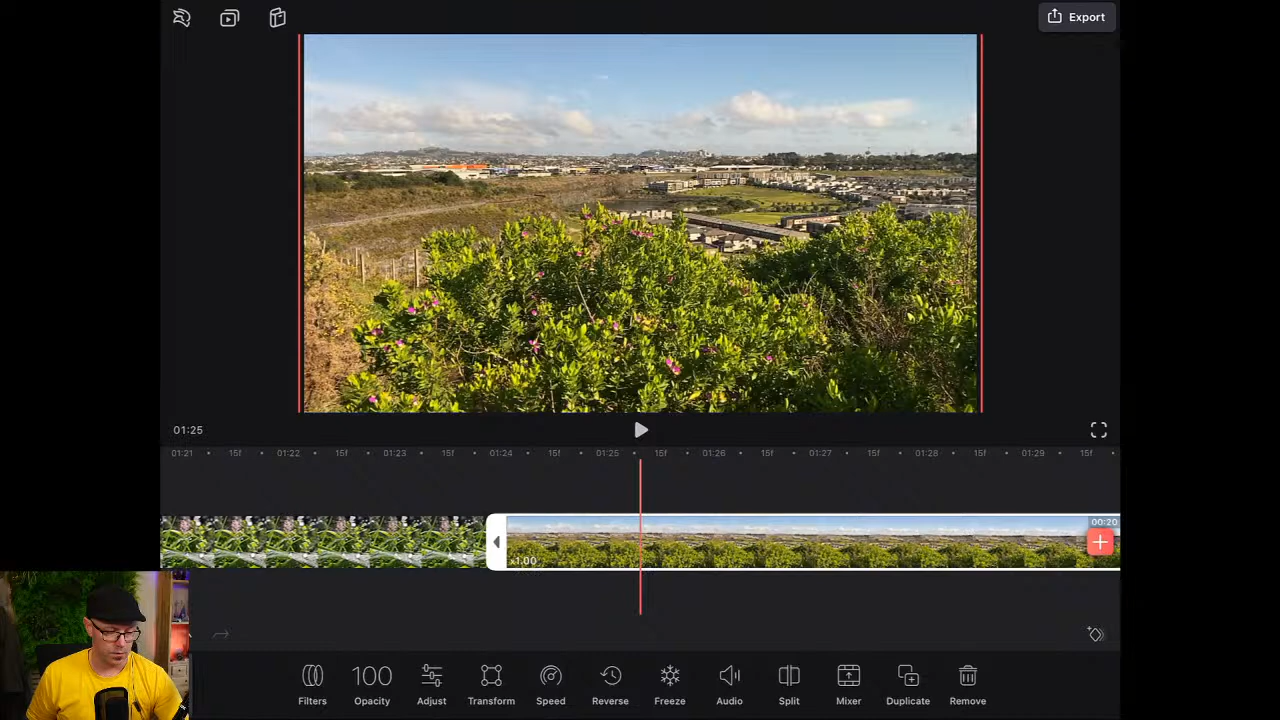 Export
01:25
01:21 15f 01:22 15f 01:23 15f 01:24 15f 01:25 15f 01:26 15f 01:27 15f 01:28 15f 01:29 15f
00:20
x1.00
100
Filters Opacity Adjust Transform Speed Reverse Freeze Audio Split Mixer Duplicate Remove